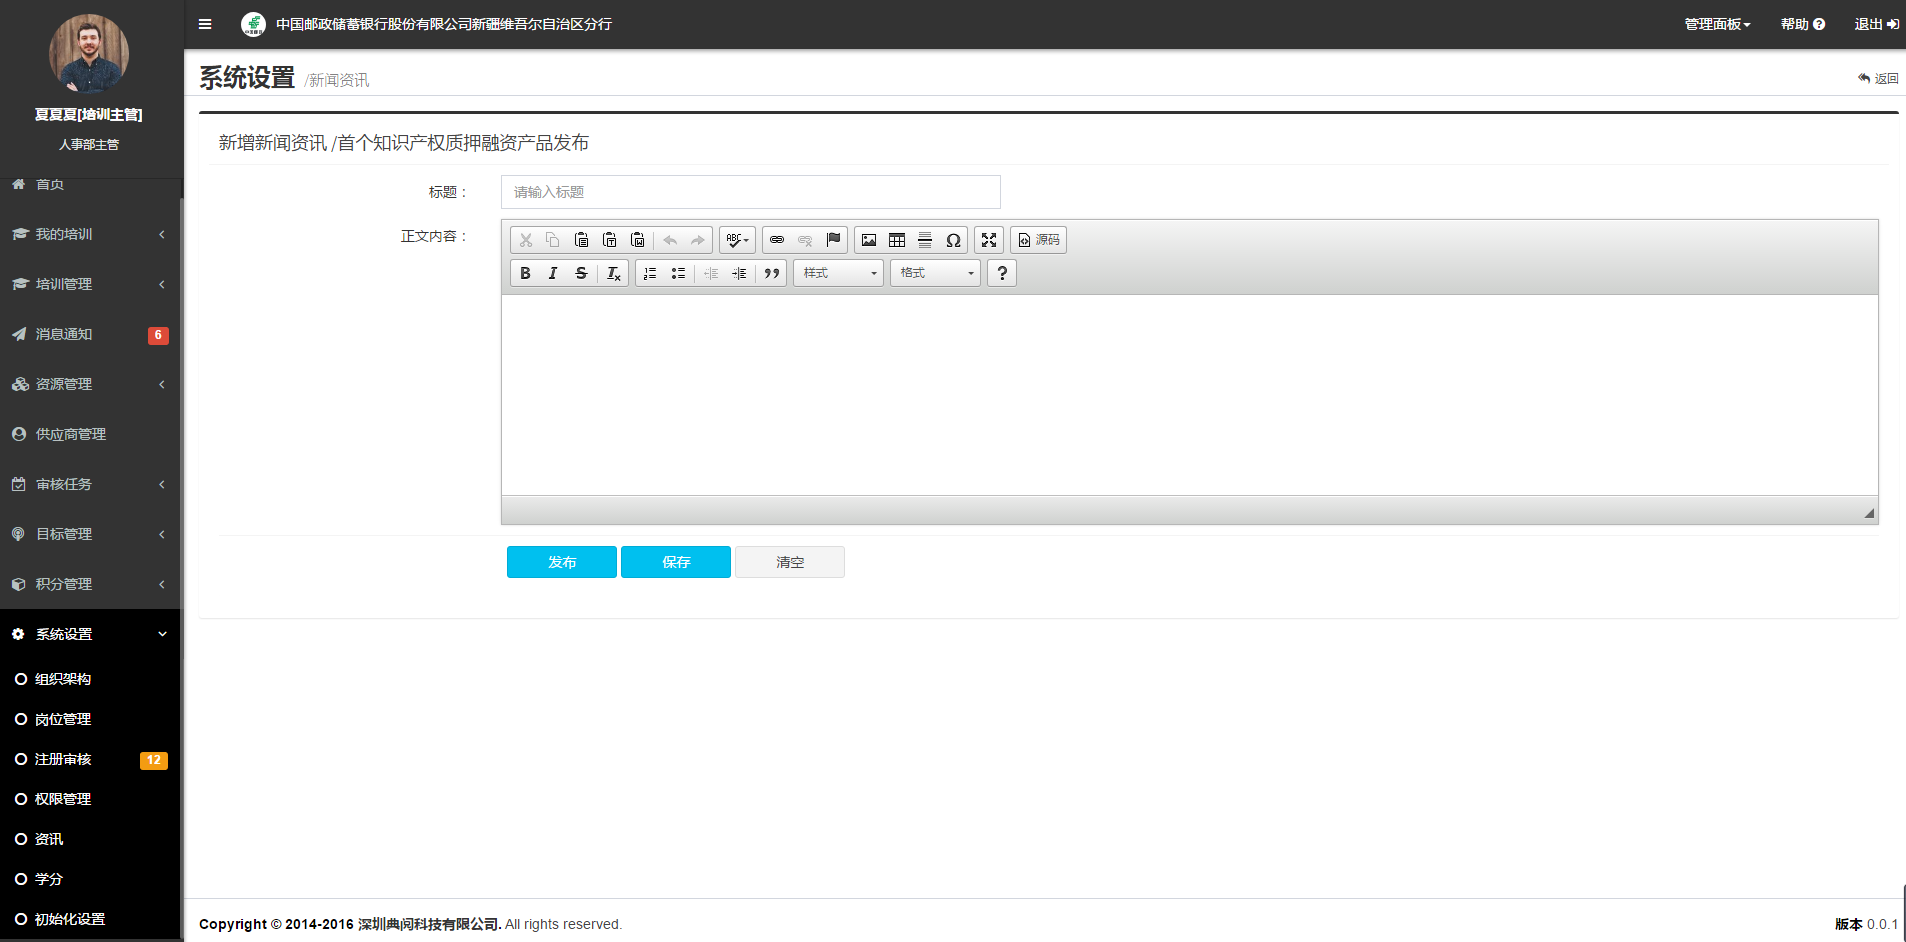 中国邮政储蓄银行股份有限公司新疆维吾尔自治区分行
管理面板
帮助
退出
夏夏夏[培训主管]
人事部主管
首页
我的培训
培训管理
消息通知 6
资源管理
供应商管理
审核任务
目标管理
积分管理
系统设置
组织架构
岗位管理
注册审核 12
权限管理
资讯
学分
初始化设置
系统设置 /新闻资讯
返回
新增新闻资讯 /首个知识产权质押融资产品发布
标题：
请输入标题
正文内容：
ABC
Ω
源码
B I S Tx
样式
格式
?
发布
保存
清空
Copyright © 2014-2016 深圳典阅科技有限公司. All rights reserved.
版本 0.0.1